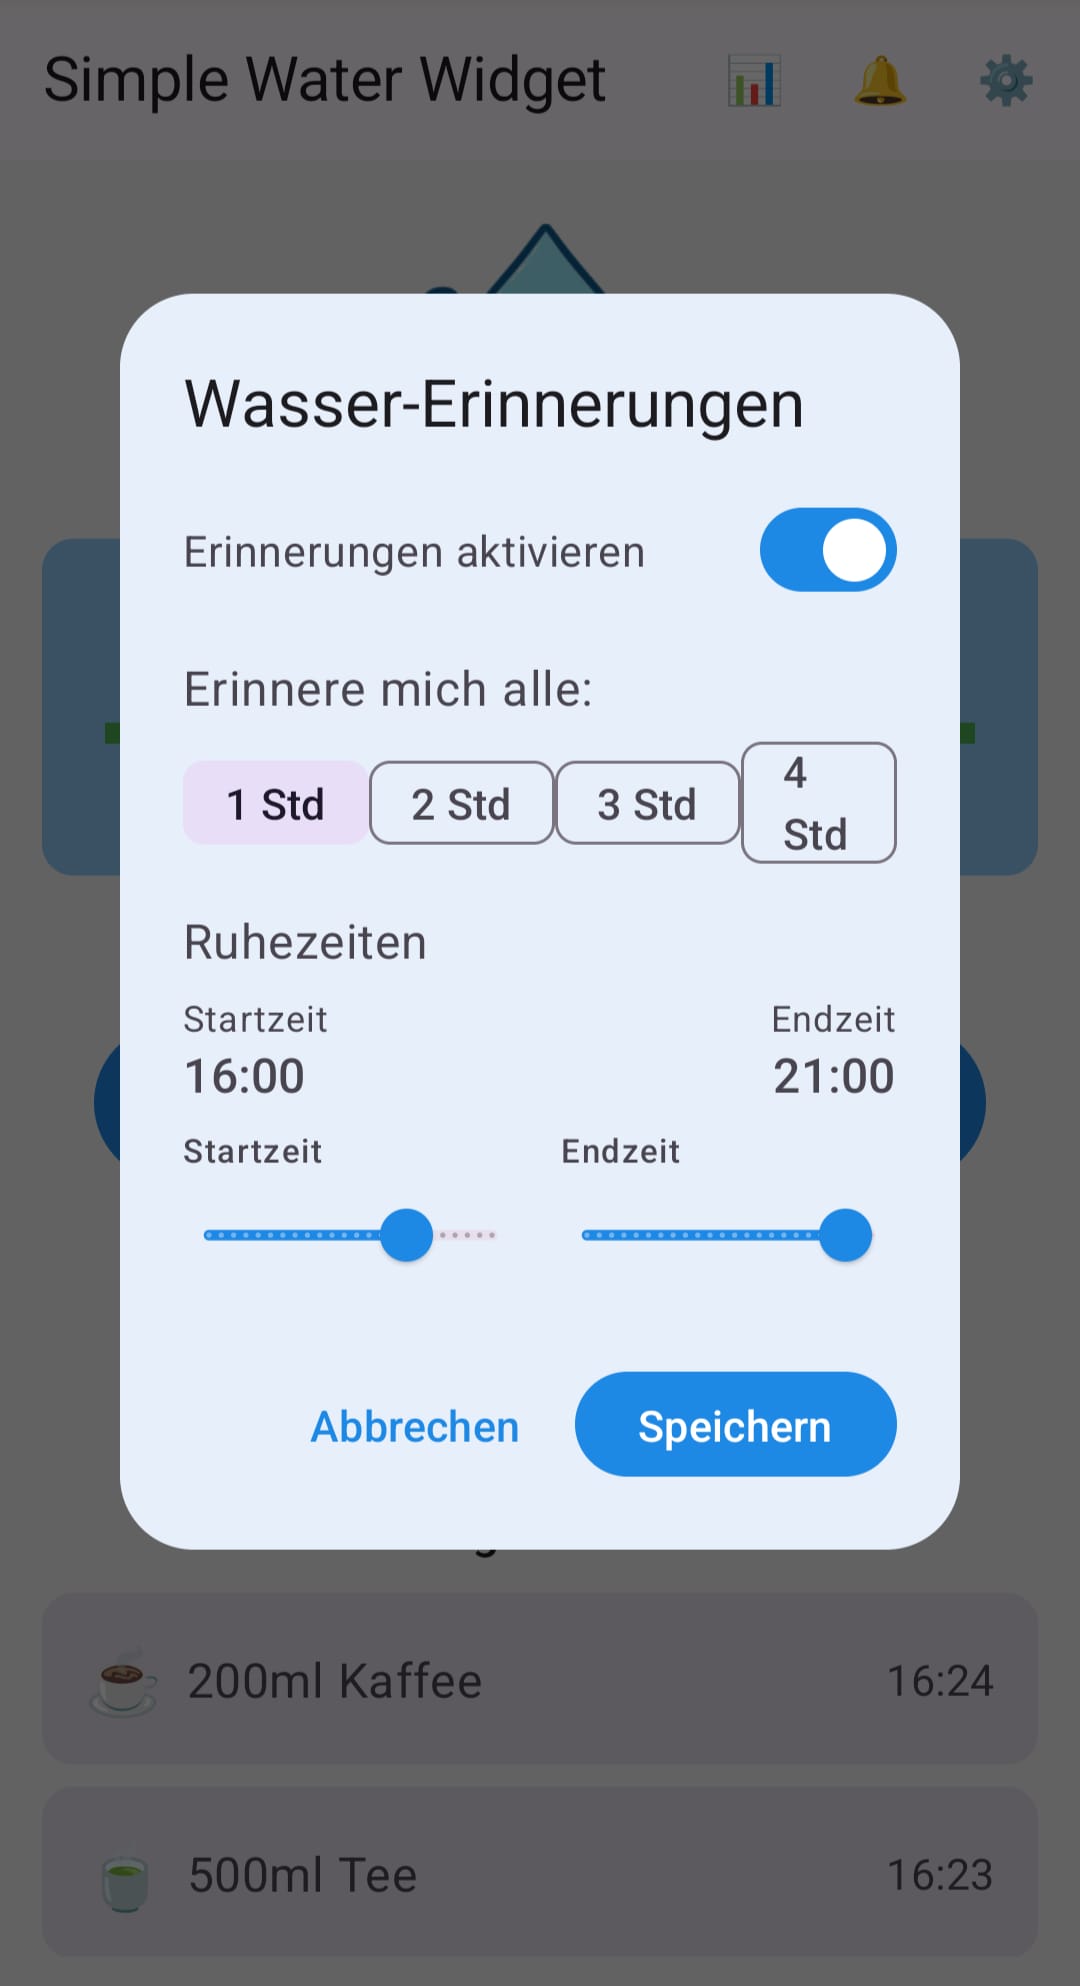 Simple Water Widget
Wasser-Erinnerungen
Erinnerungen aktivieren
Erinnere mich alle:
1 Std 2 Std 3 Std 4 Std
Ruhezeiten
Startzeit Endzeit
16:00 21:00
Startzeit Endzeit
Abbrechen Speichern
200ml Kaffee 16:24
500ml Tee 16:23